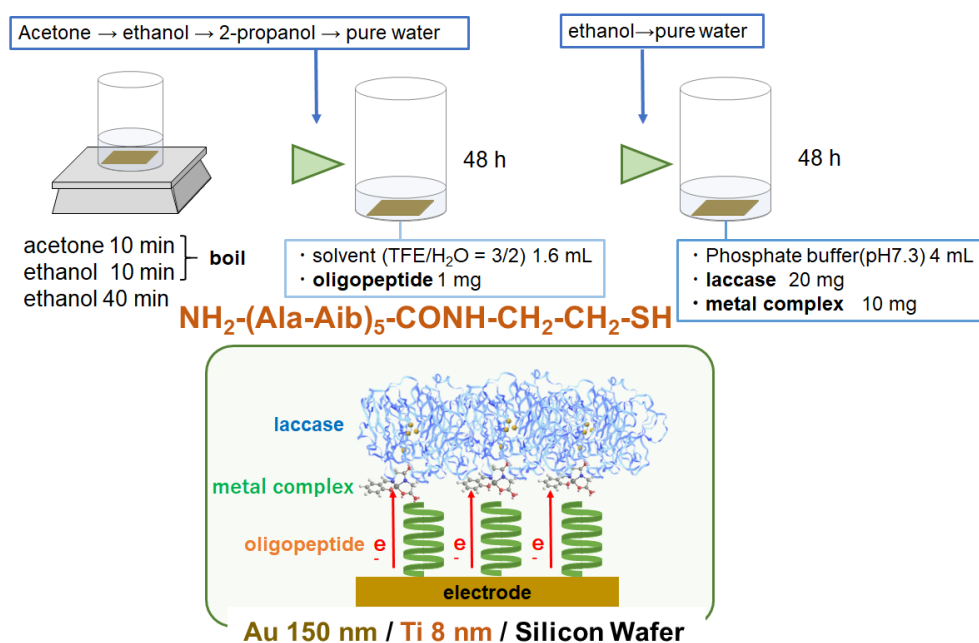 Acetone → ethanol → 2-propanol → pure water
ethanol→pure water
48 h
48 h
acetone 10 min
ethanol 10 min
boil
ethanol 40 min
・solvent (TFE/H₂O = 3/2) 1.6 mL
・oligopeptide 1 mg
・Phosphate buffer(pH7.3) 4 mL
・laccase 20 mg
・metal complex 10 mg
NH₂-(Ala-Aib)₅-CONH-CH₂-CH₂-SH
laccase
metal complex
oligopeptide
e-
e-
e-
electrode
Au 150 nm / Ti 8 nm / Silicon Wafer